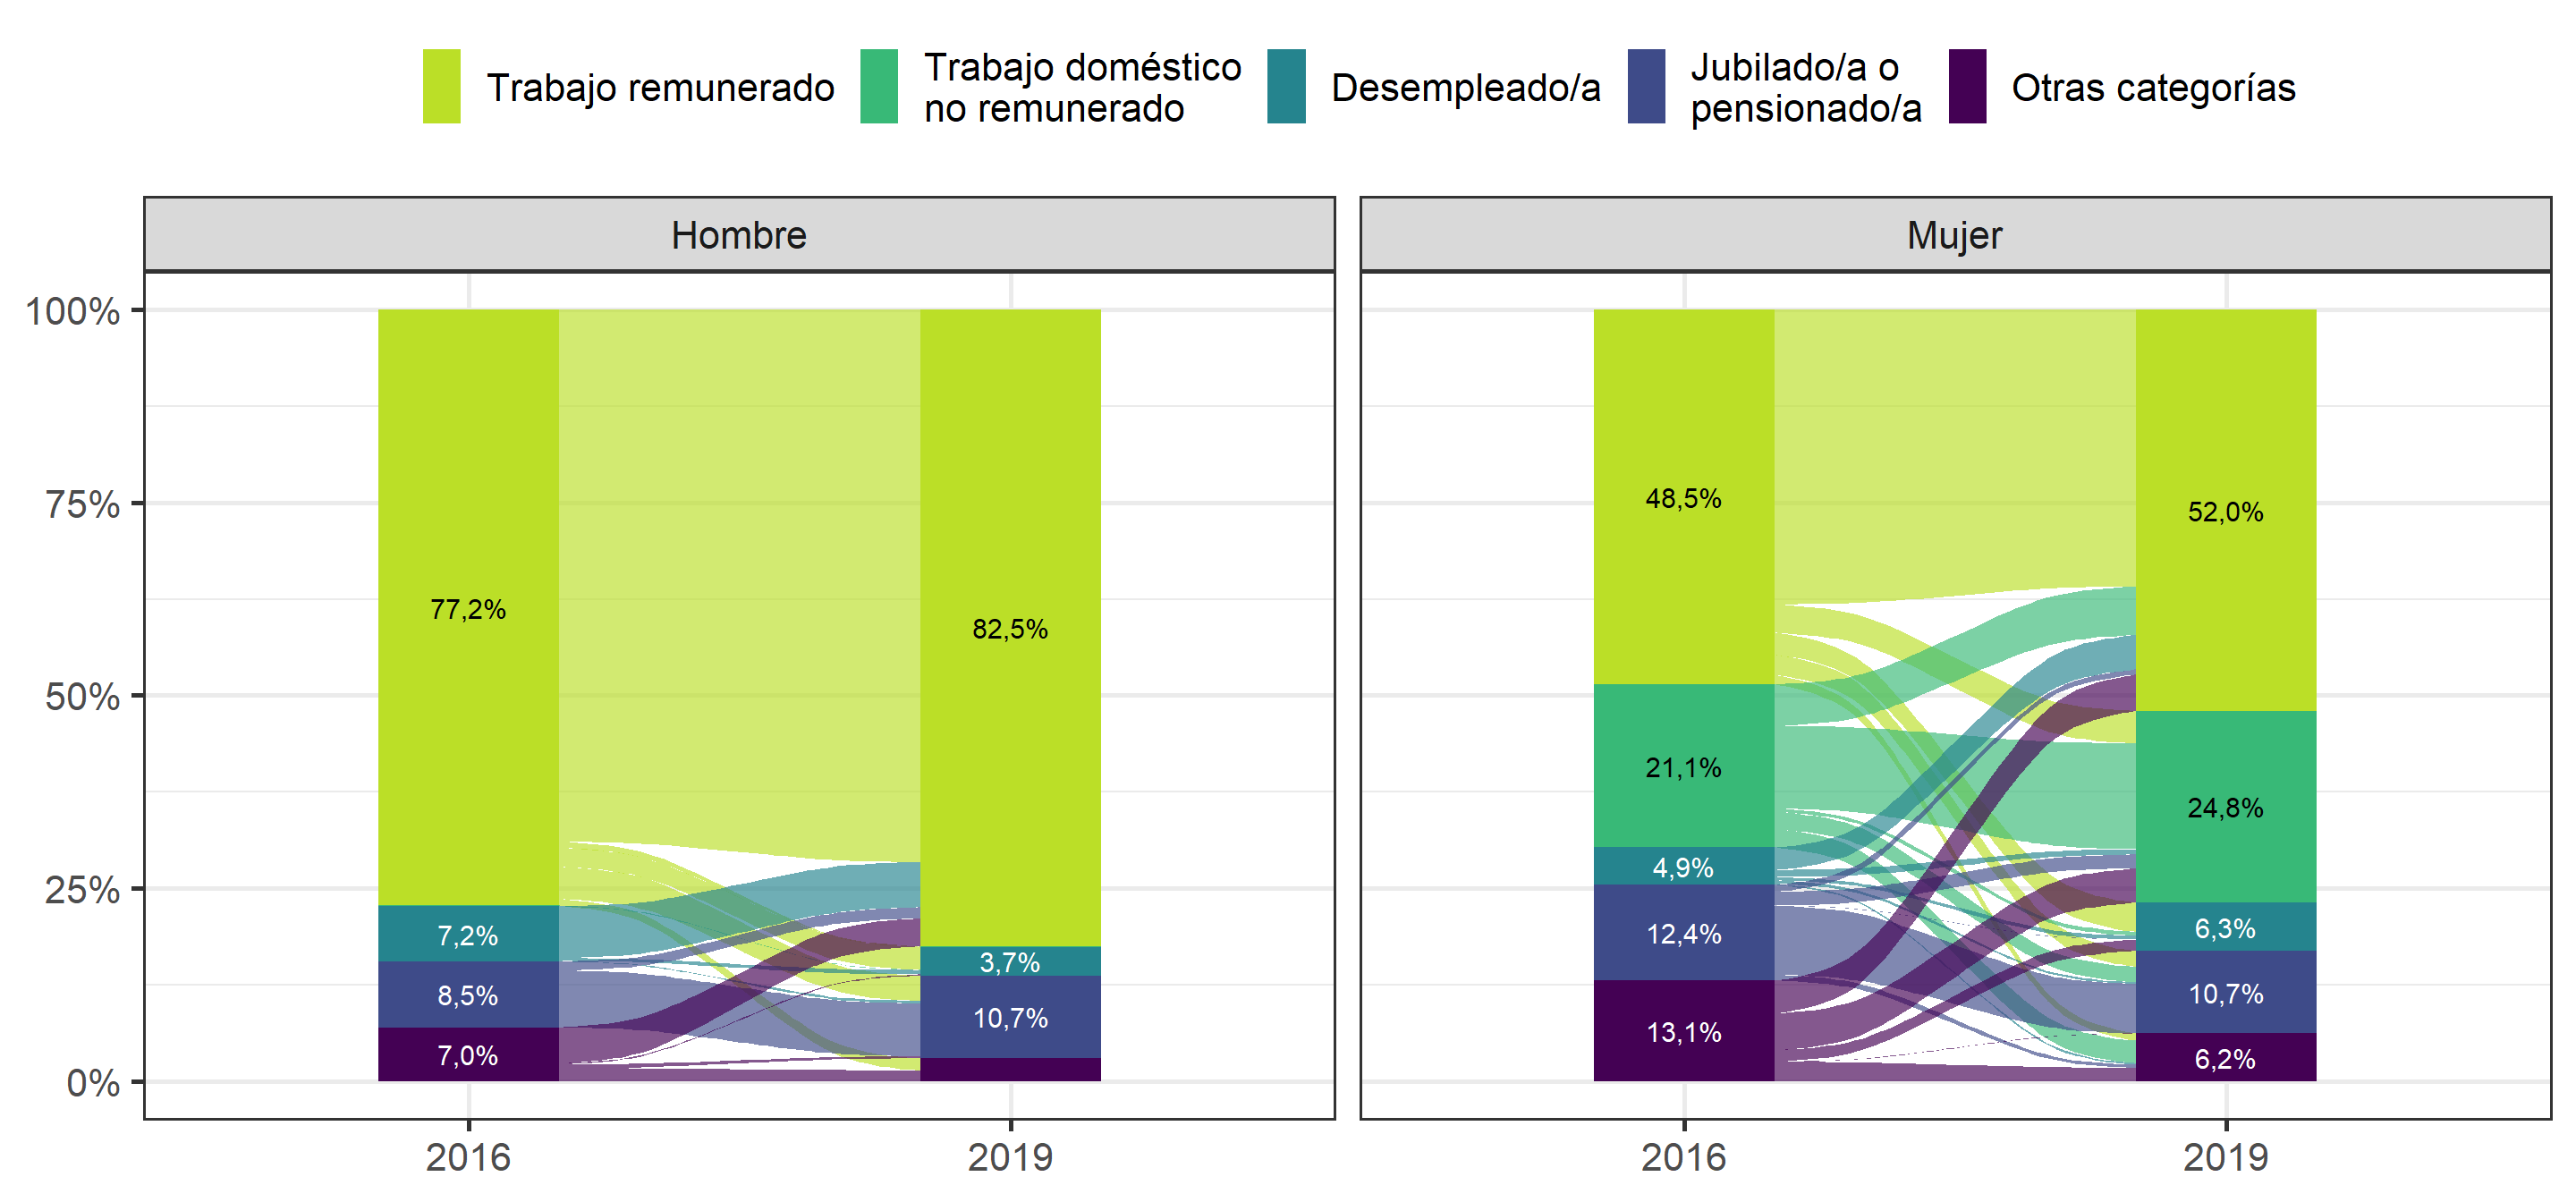 Trabajo remunerado
Trabajo doméstico
no remunerado
Desempleado/a
Jubilado/a o
pensionado/a
Otras categorías
Hombre
Mujer
100%
75%
50%
25%
0%
77,2%
7,2%
8,5%
7,0%
82,5%
3,7%
10,7%
48,5%
21,1%
4,9%
12,4%
13,1%
52,0%
24,8%
6,3%
10,7%
6,2%
2016
2019
2016
2019